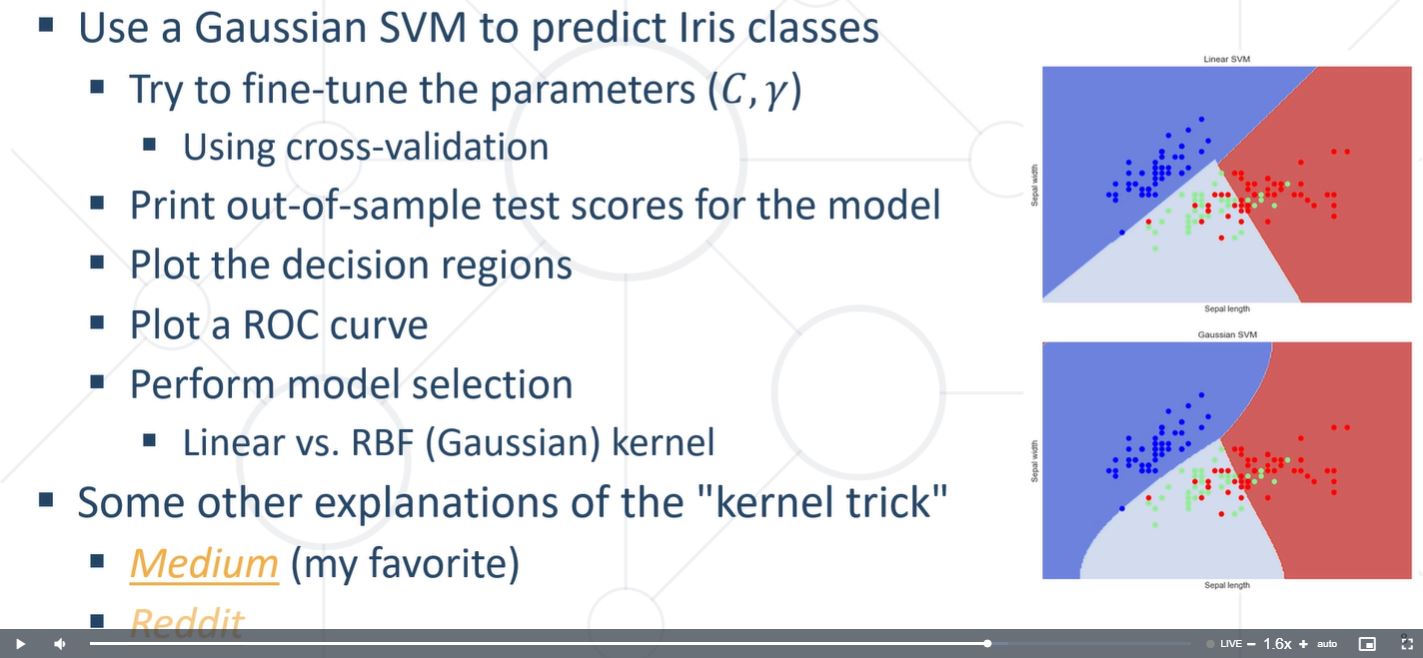 Use a Gaussian SVM to predict Iris classes
Try to fine-tune the parameters (C, γ)
Using cross-validation
Print out-of-sample test scores for the model
Plot the decision regions
Plot a ROC curve
Perform model selection
Linear vs. RBF (Gaussian) kernel
Some other explanations of the "kernel trick"
Medium (my favorite)
Reddit
Linear SVM
Sepal width
Sepal length
Gaussian SVM
Sepal width
Sepal length
LIVE 1.6x auto